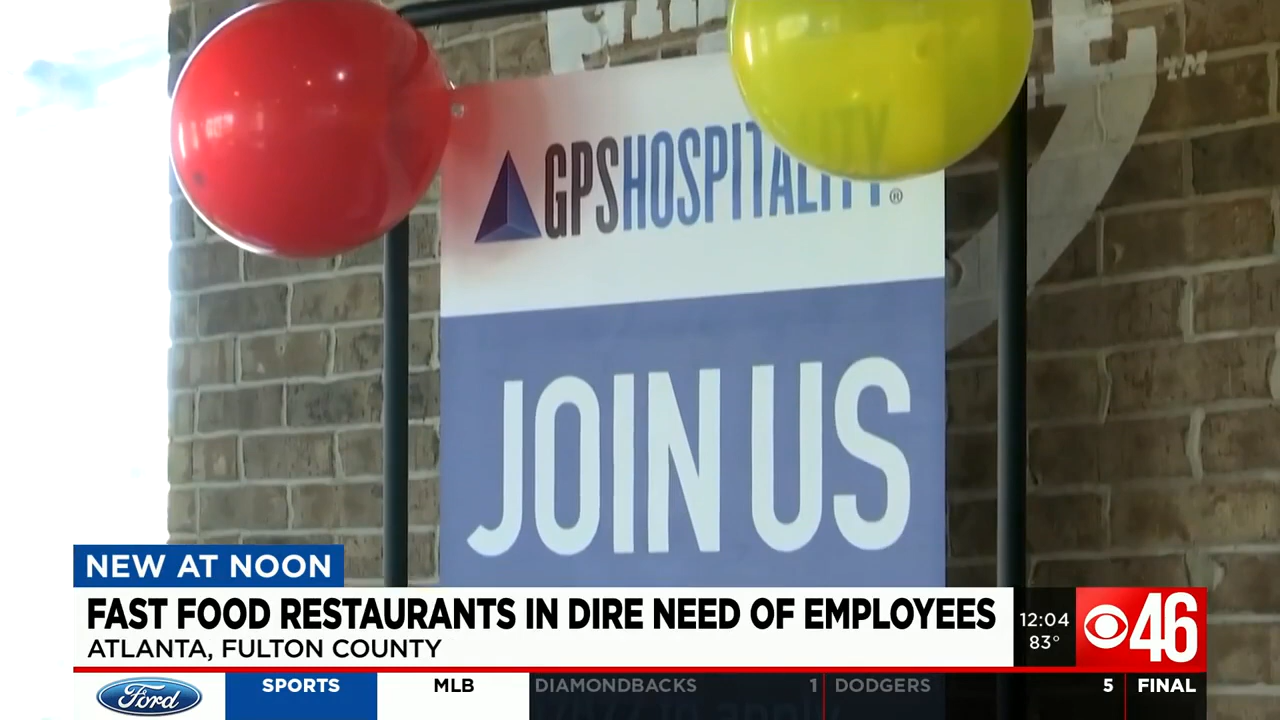 GPSHOSPITALITY®
JOIN US
NEW AT NOON
FAST FOOD RESTAURANTS IN DIRE NEED OF EMPLOYEES
ATLANTA, FULTON COUNTY
12:04
83°
46
Ford
SPORTS
MLB
DIAMONDBACKS 1
DODGERS 5
FINAL